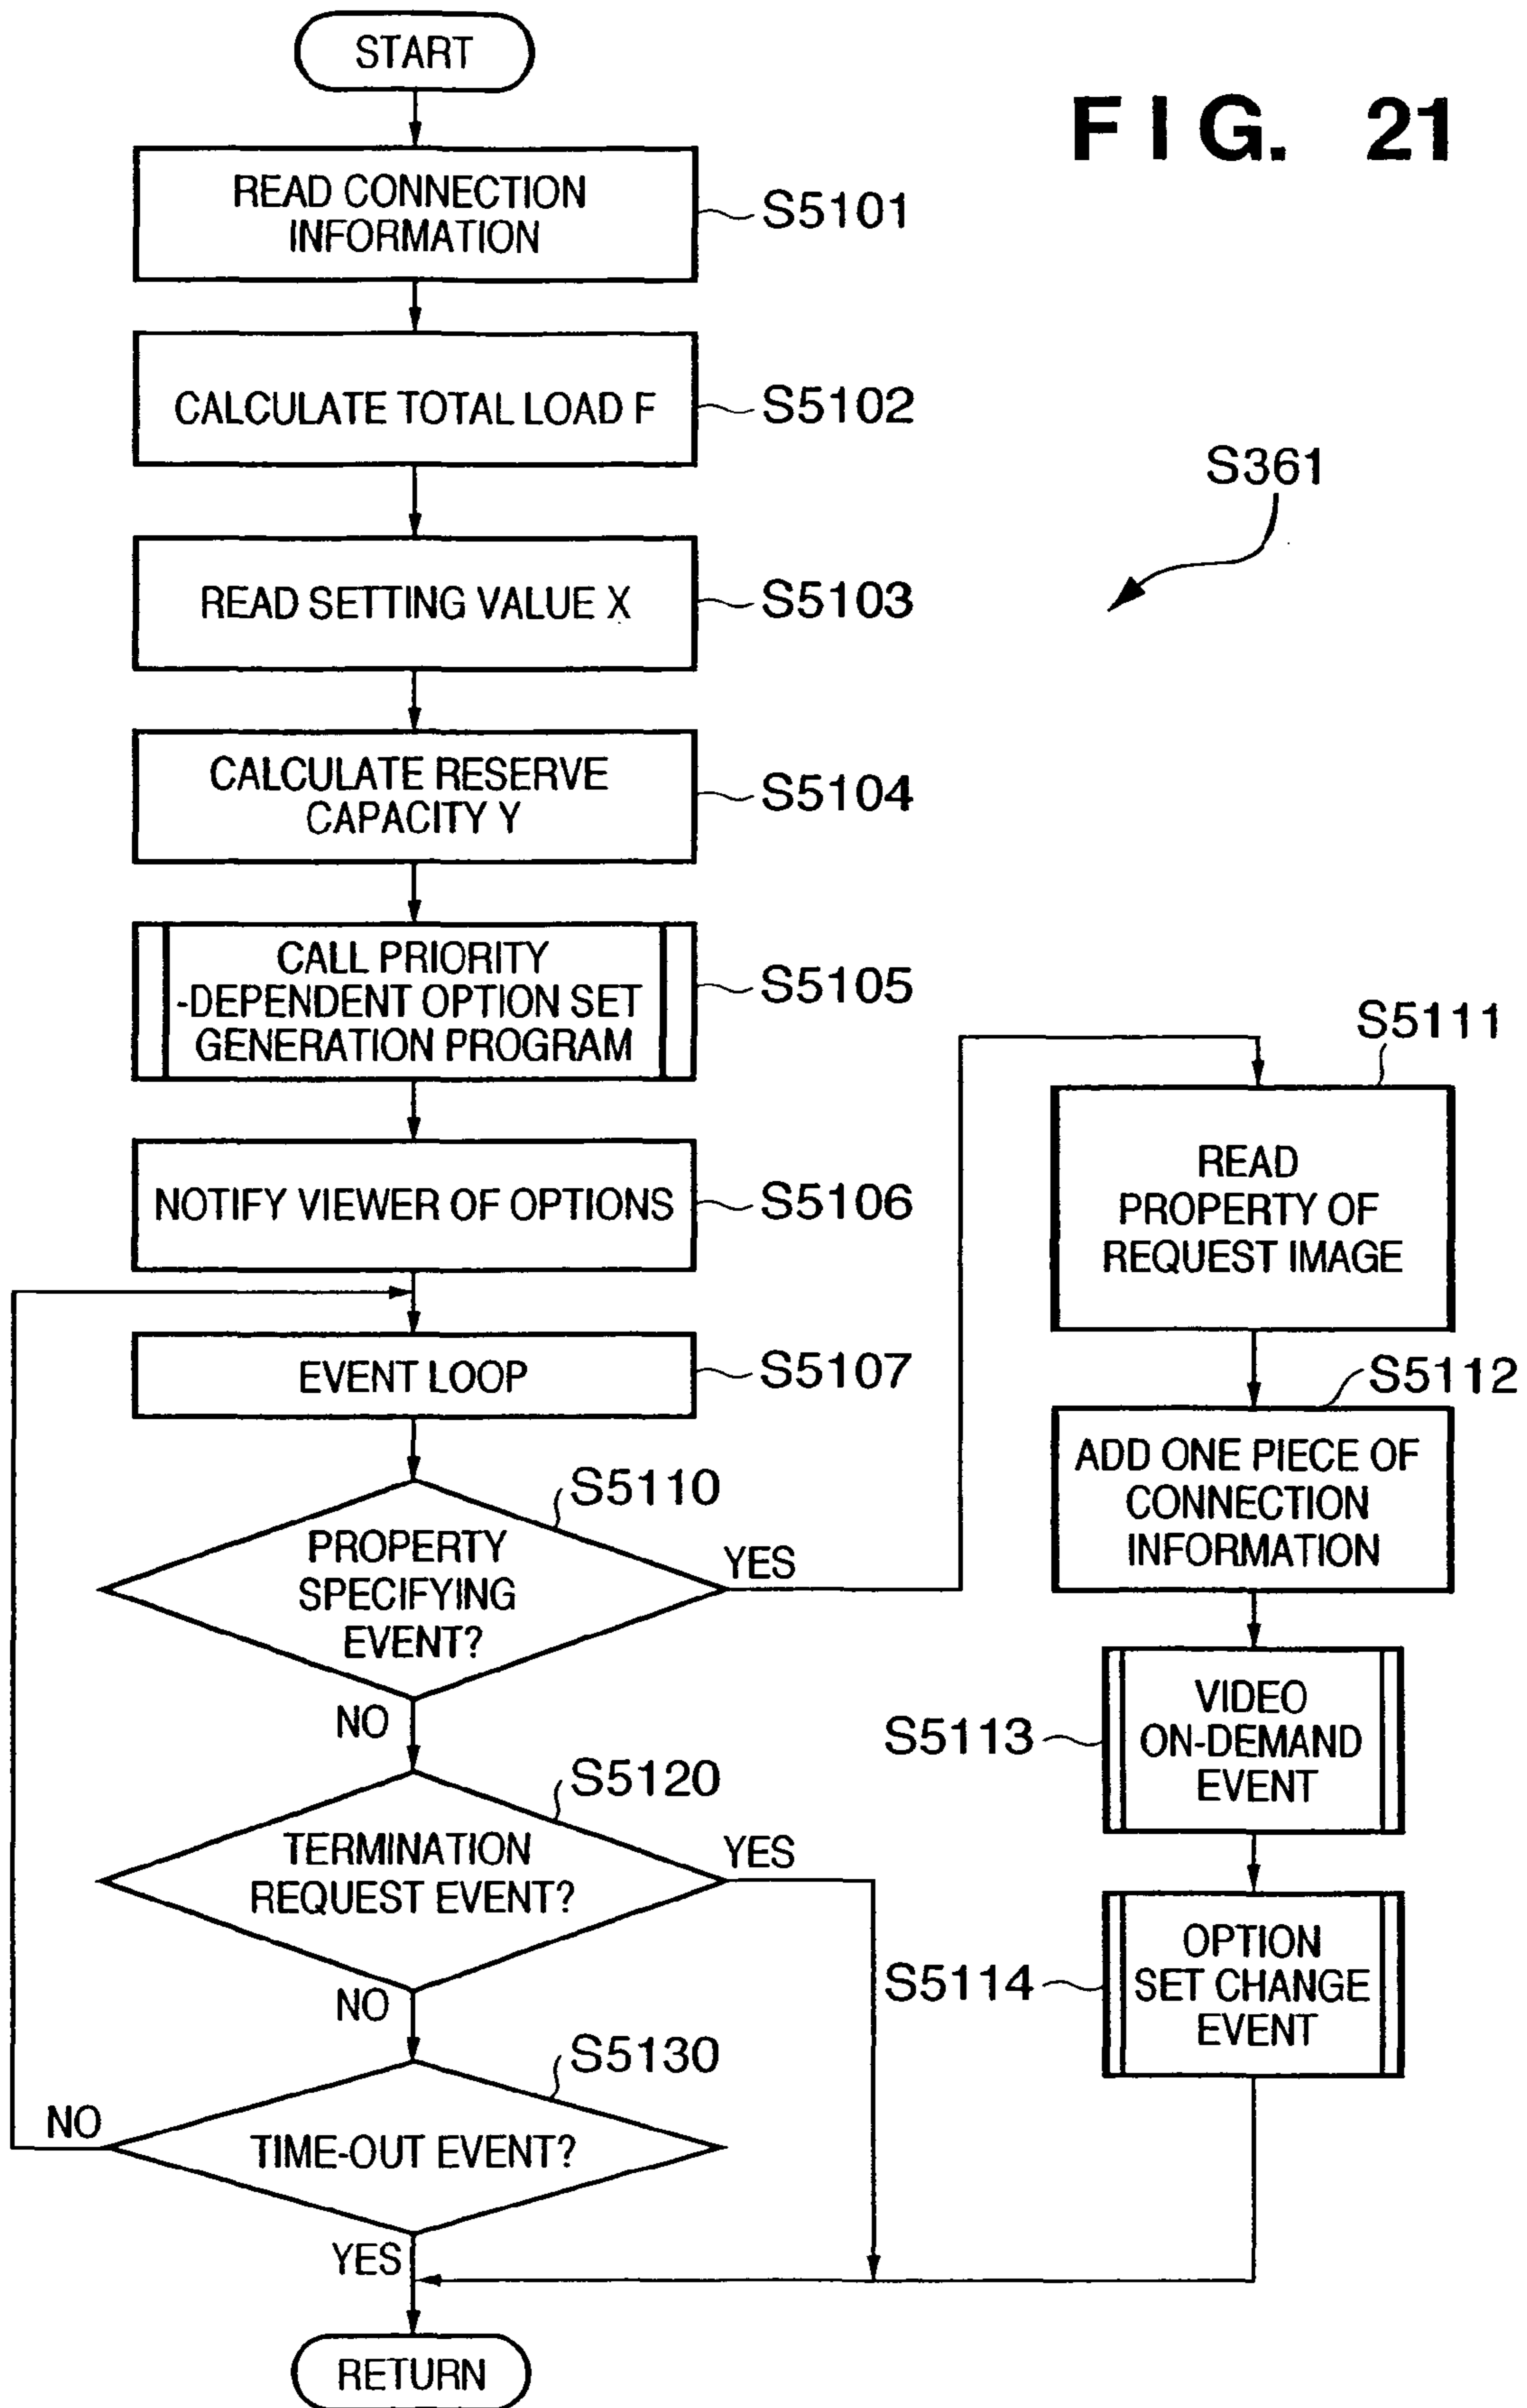 START
FIG. 21
READ CONNECTION
INFORMATION
S5101
CALCULATE TOTAL LOAD F
S5102
S361
READ SETTING VALUE X
S5103
CALCULATE RESERVE
CAPACITY Y
S5104
CALL PRIORITY
-DEPENDENT OPTION SET
GENERATION PROGRAM
S5105
NOTIFY VIEWER OF OPTIONS
S5106
EVENT LOOP
S5107
S5110
PROPERTY
SPECIFYING
EVENT?
YES
NO
S5111
READ
PROPERTY OF
REQUEST IMAGE
S5112
ADD ONE PIECE OF
CONNECTION
INFORMATION
S5113
VIDEO
ON-DEMAND
EVENT
S5114
OPTION
SET CHANGE
EVENT
S5120
TERMINATION
REQUEST EVENT?
YES
NO
S5130
TIME-OUT EVENT?
NO
YES
RETURN